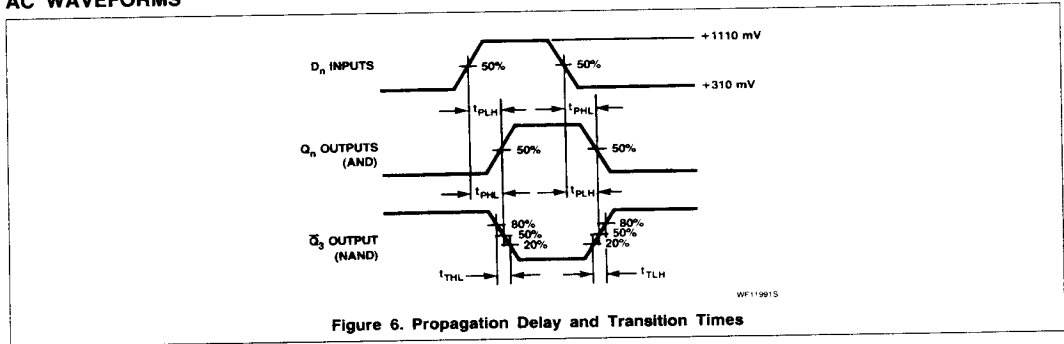 AC WAVEFORMS
Dn INPUTS
50%
50%
+1110 mV
+310 mV
tPLH
tPHL
Qn OUTPUTS
(AND)
50%
50%
tPHL
tPLH
Q̅3 OUTPUT
(NAND)
80%
50%
20%
80%
50%
20%
tTHL
tTLH
WF11991S
Figure 6. Propagation Delay and Transition Times